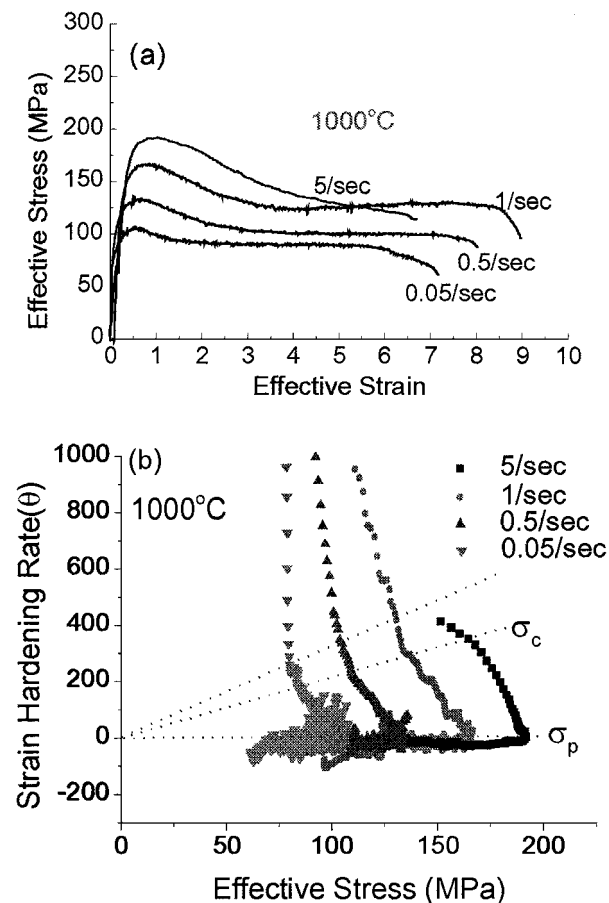 (a)
1000°C
5/sec
1/sec
0.5/sec
0.05/sec
Effective Stress (MPa)
300
250
200
150
100
50
0
0 1 2 3 4 5 6 7 8 9 10
Effective Strain
(b)
1000°C
5/sec
1/sec
0.5/sec
0.05/sec
σc
σp
Strain Hardening Rate(θ)
1000
800
600
400
200
0
-200
0 50 100 150 200 250
Effective Stress (MPa)